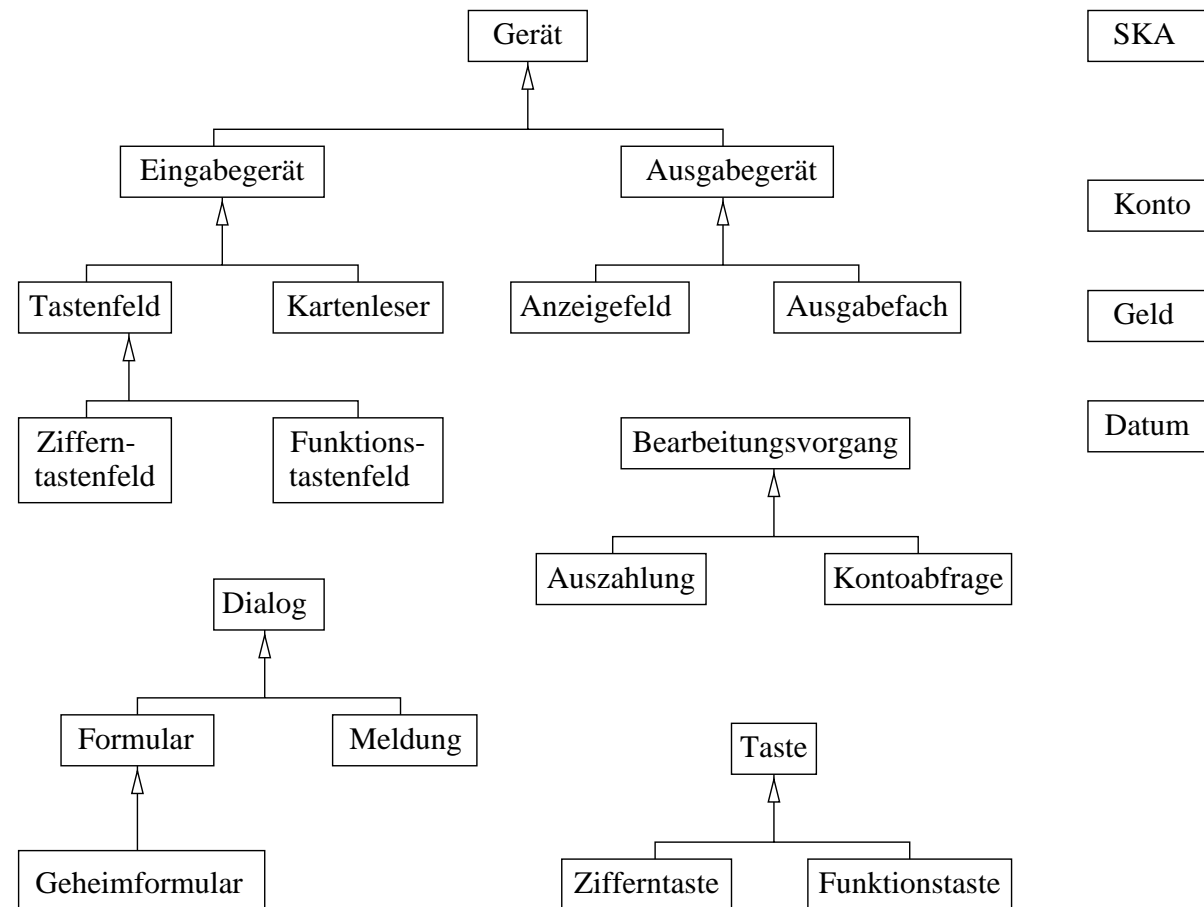 Gerät
SKA
Eingabegerät
Ausgabegerät
Konto
Tastenfeld
Kartenleser
Anzeigefeld
Ausgabefach
Geld
Ziffern-
tastenfeld
Funktions-
tastenfeld
Bearbeitungsvorgang
Datum
Auszahlung
Kontoabfrage
Dialog
Formular
Meldung
Taste
Geheimformular
Zifferntaste
Funktionstaste